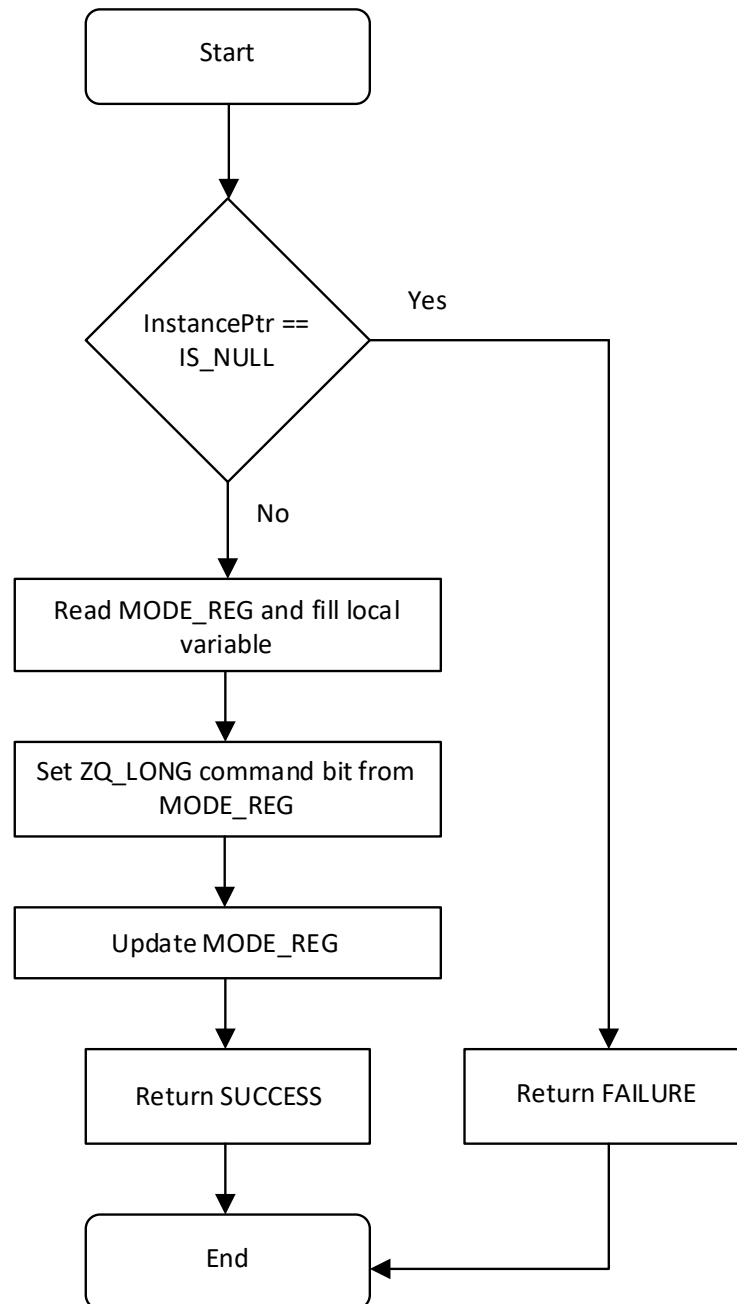 Start
InstancePtr ==
IS_NULL
Yes
No
Read MODE_REG and fill local
variable
Set ZQ_LONG command bit from
MODE_REG
Update MODE_REG
Return SUCCESS
Return FAILURE
End